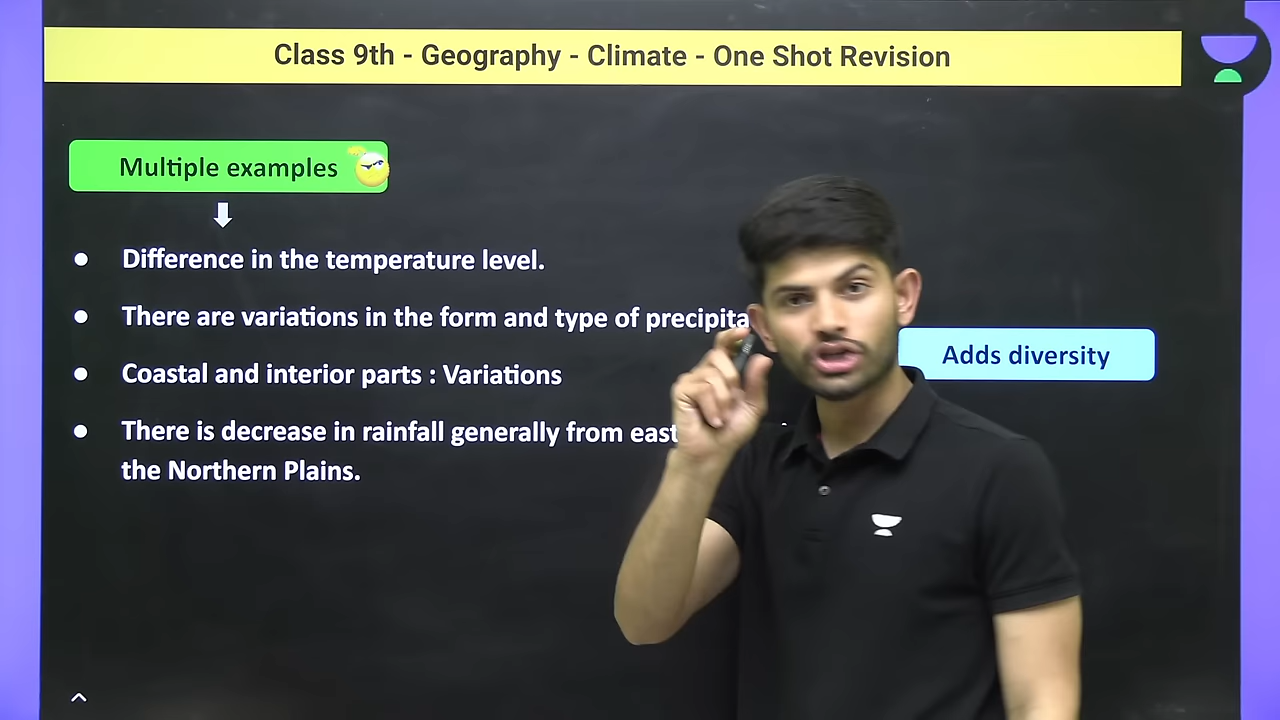 Class 9th - Geography - Climate - One Shot Revision
Multiple examples
Difference in the temperature level.
There are variations in the form and type of
Adds diversity
Coastal and interior parts : Variations
There is decrease in rainfall generally from east
the Northern Plains.